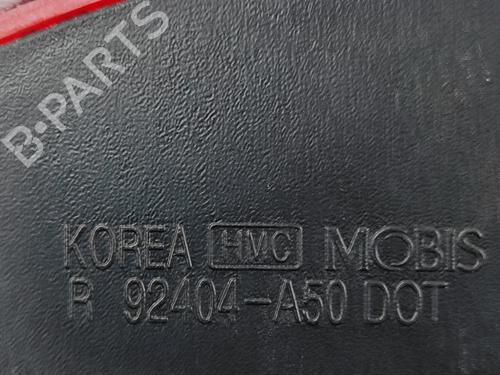 B-PARTS
KOREA HMC MOBIS
R 92404-A50 DOT